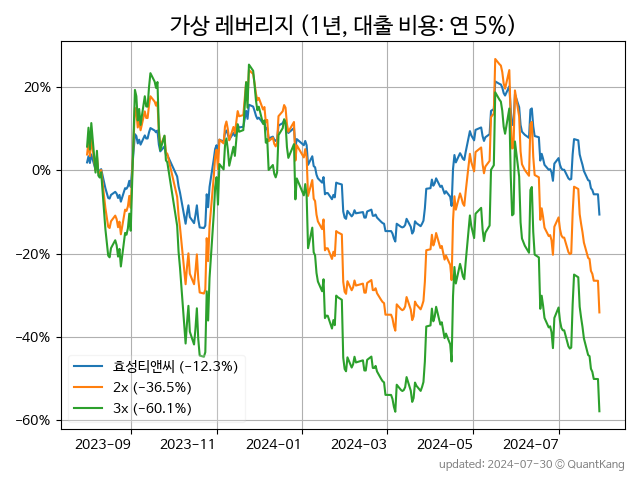 가상 레버리지 (1년, 대출 비용: 연 5%)
20%
0%
−20%
−40%
−60%
효성티앤씨 (−12.3%)
2x (−36.5%)
3x (−60.1%)
2023−09 2023−11 2024−01 2024−03 2024−05 2024−07
updated: 2024-07-30 © QuantKang